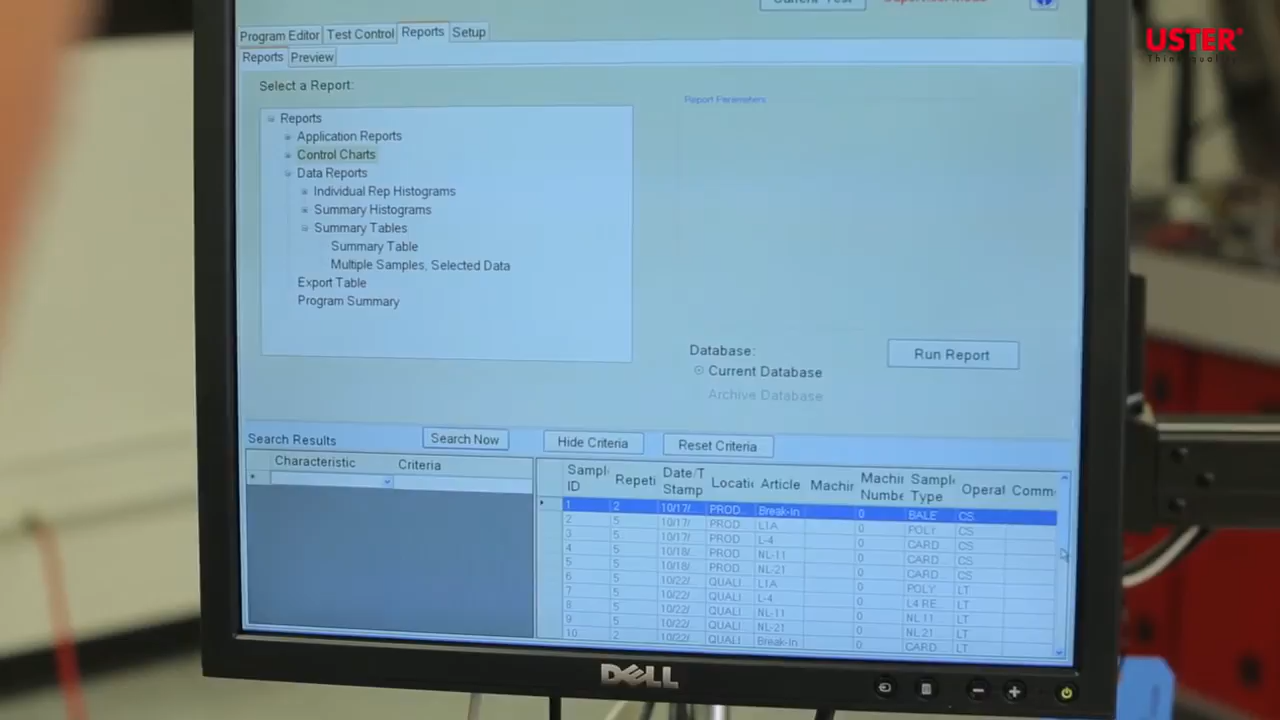 USTER
Program Editor Test Control Reports Setup
Reports Preview
Select a Report:
Report Parameters
Reports
Application Reports
Control Charts
Data Reports
Individual Rep Histograms
Summary Histograms
Summary Tables
Summary Table
Multiple Samples, Selected Data
Export Table
Program Summary
Database:
Current Database
Archive Database
Run Report
Search Results Search Now Hide Criteria Reset Criteria
Characteristic Criteria
Sampl ID Repeti Date/T Stamp Locati Article Machir Machir Numbe Sampl Type Operat Comm
1 2 10/17/... PROD... Break-In 0 BALE CS
2 5 10/17/ PROD L1A 0 POLY CS
3 5 10/17/ PROD L-4 0 CARD CS
4 5 10/18/ PROD NL-11 0 CARD CS
5 5 10/18/ PROD NL-21 0 CARD CS
6 5 10/22/ QUALI L1A 0 POLY LT
7 5 10/22/ QUALI L-4 0 L4 RE... LT
8 5 10/22/ QUALI NL-11 0 NL 11 LT
9 5 10/22/ QUALI NL-21 0 NL 21 LT
10 2 10/22/ QUALI Break-In 0 CARD LT
DELL